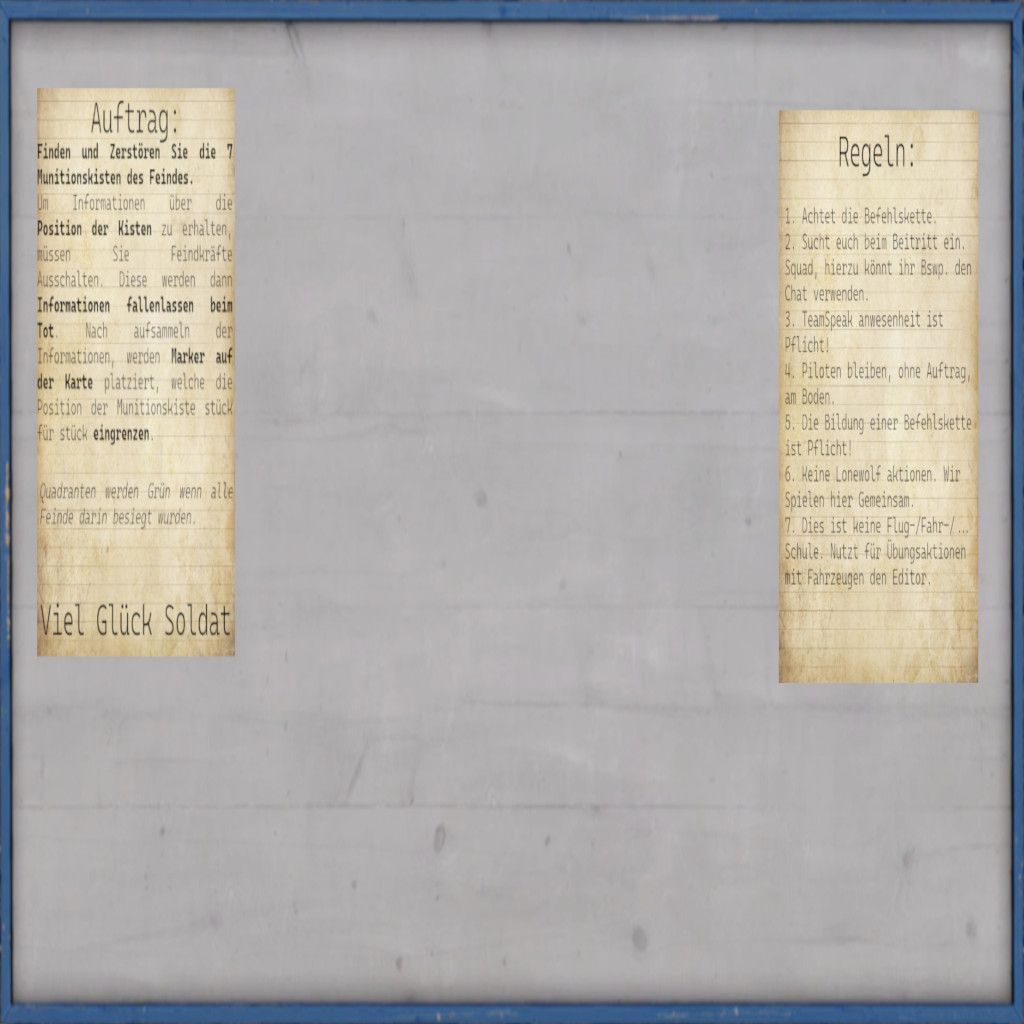 Auftrag:
Finden und Zerstören Sie die 7
Munitionskisten des Feindes.
Um Informationen über die
Position der Kisten zu erhalten,
müssen Sie Feindkräfte
Ausschalten. Diese werden dann
Informationen fallenlassen beim
Tot. Nach aufsammeln der
Informationen, werden Marker auf
der Karte platziert, welche die
Position der Munitionskiste stück
für stück eingrenzen.
Quadranten werden Grün wenn alle
Feinde darin besiegt wurden.
Viel Glück Soldat
Regeln:
1. Achtet die Befehlskette.
2. Sucht euch beim Beitritt ein.
Squad, hierzu könnt ihr Bswp. den
Chat verwenden.
3. TeamSpeak anwesenheit ist
Pflicht!
4. Piloten bleiben, ohne Auftrag,
am Boden.
5. Die Bildung einer Befehlskette
ist Pflicht!
6. Keine Lonewolf aktionen. Wir
Spielen hier Gemeinsam.
7. Dies ist keine Flug-/Fahr-/...
Schule. Nutzt für Übungsaktionen
mit Fahrzeugen den Editor.